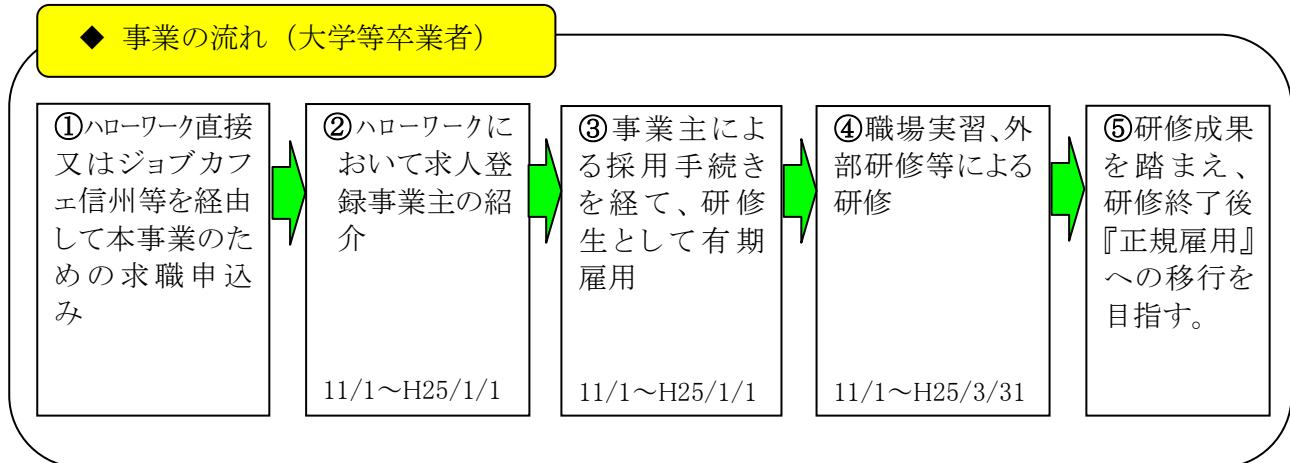 ◆ 事業の流れ（大学等卒業者）
①ﾊﾛｰﾜｰｸ直接
又はジョブカフ
ェ信州等を経由
して本事業のた
めの求職申込
み
②ﾊﾛｰﾜｰｸに
おいて求人登
録事業主の紹
介
11/1～H25/1/1
③事業主によ
る採用手続き
を経て、研修
生として有期
雇用
11/1～H25/1/1
④職場実習、外
部研修等による
研修
11/1～H25/3/31
⑤研修成果
を踏まえ、
研修終了後
『正規雇用』
への移行を
目指す。